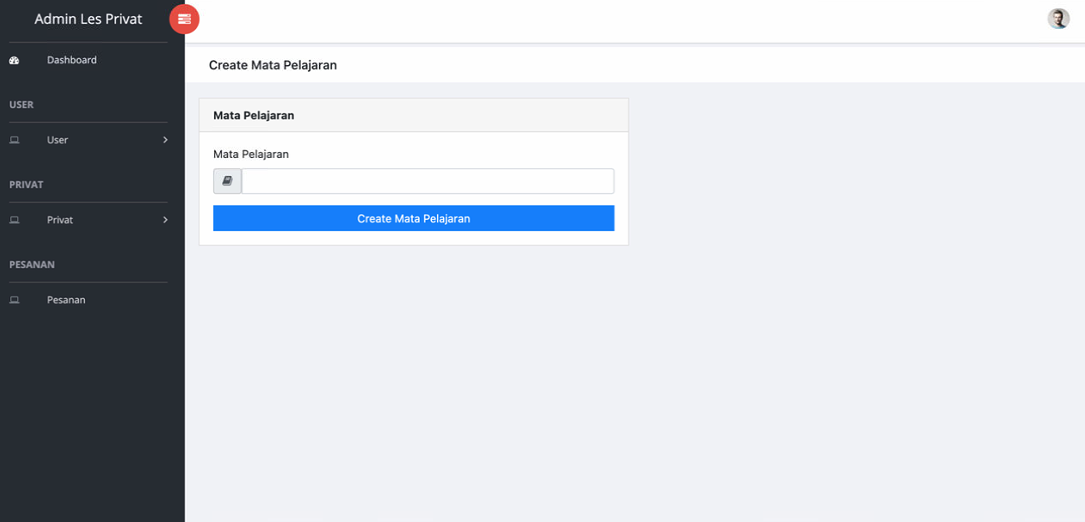 Admin Les Privat
Dashboard
USER
User
PRIVAT
Privat
PESANAN
Pesanan
Create Mata Pelajaran
Mata Pelajaran
Mata Pelajaran
Create Mata Pelajaran